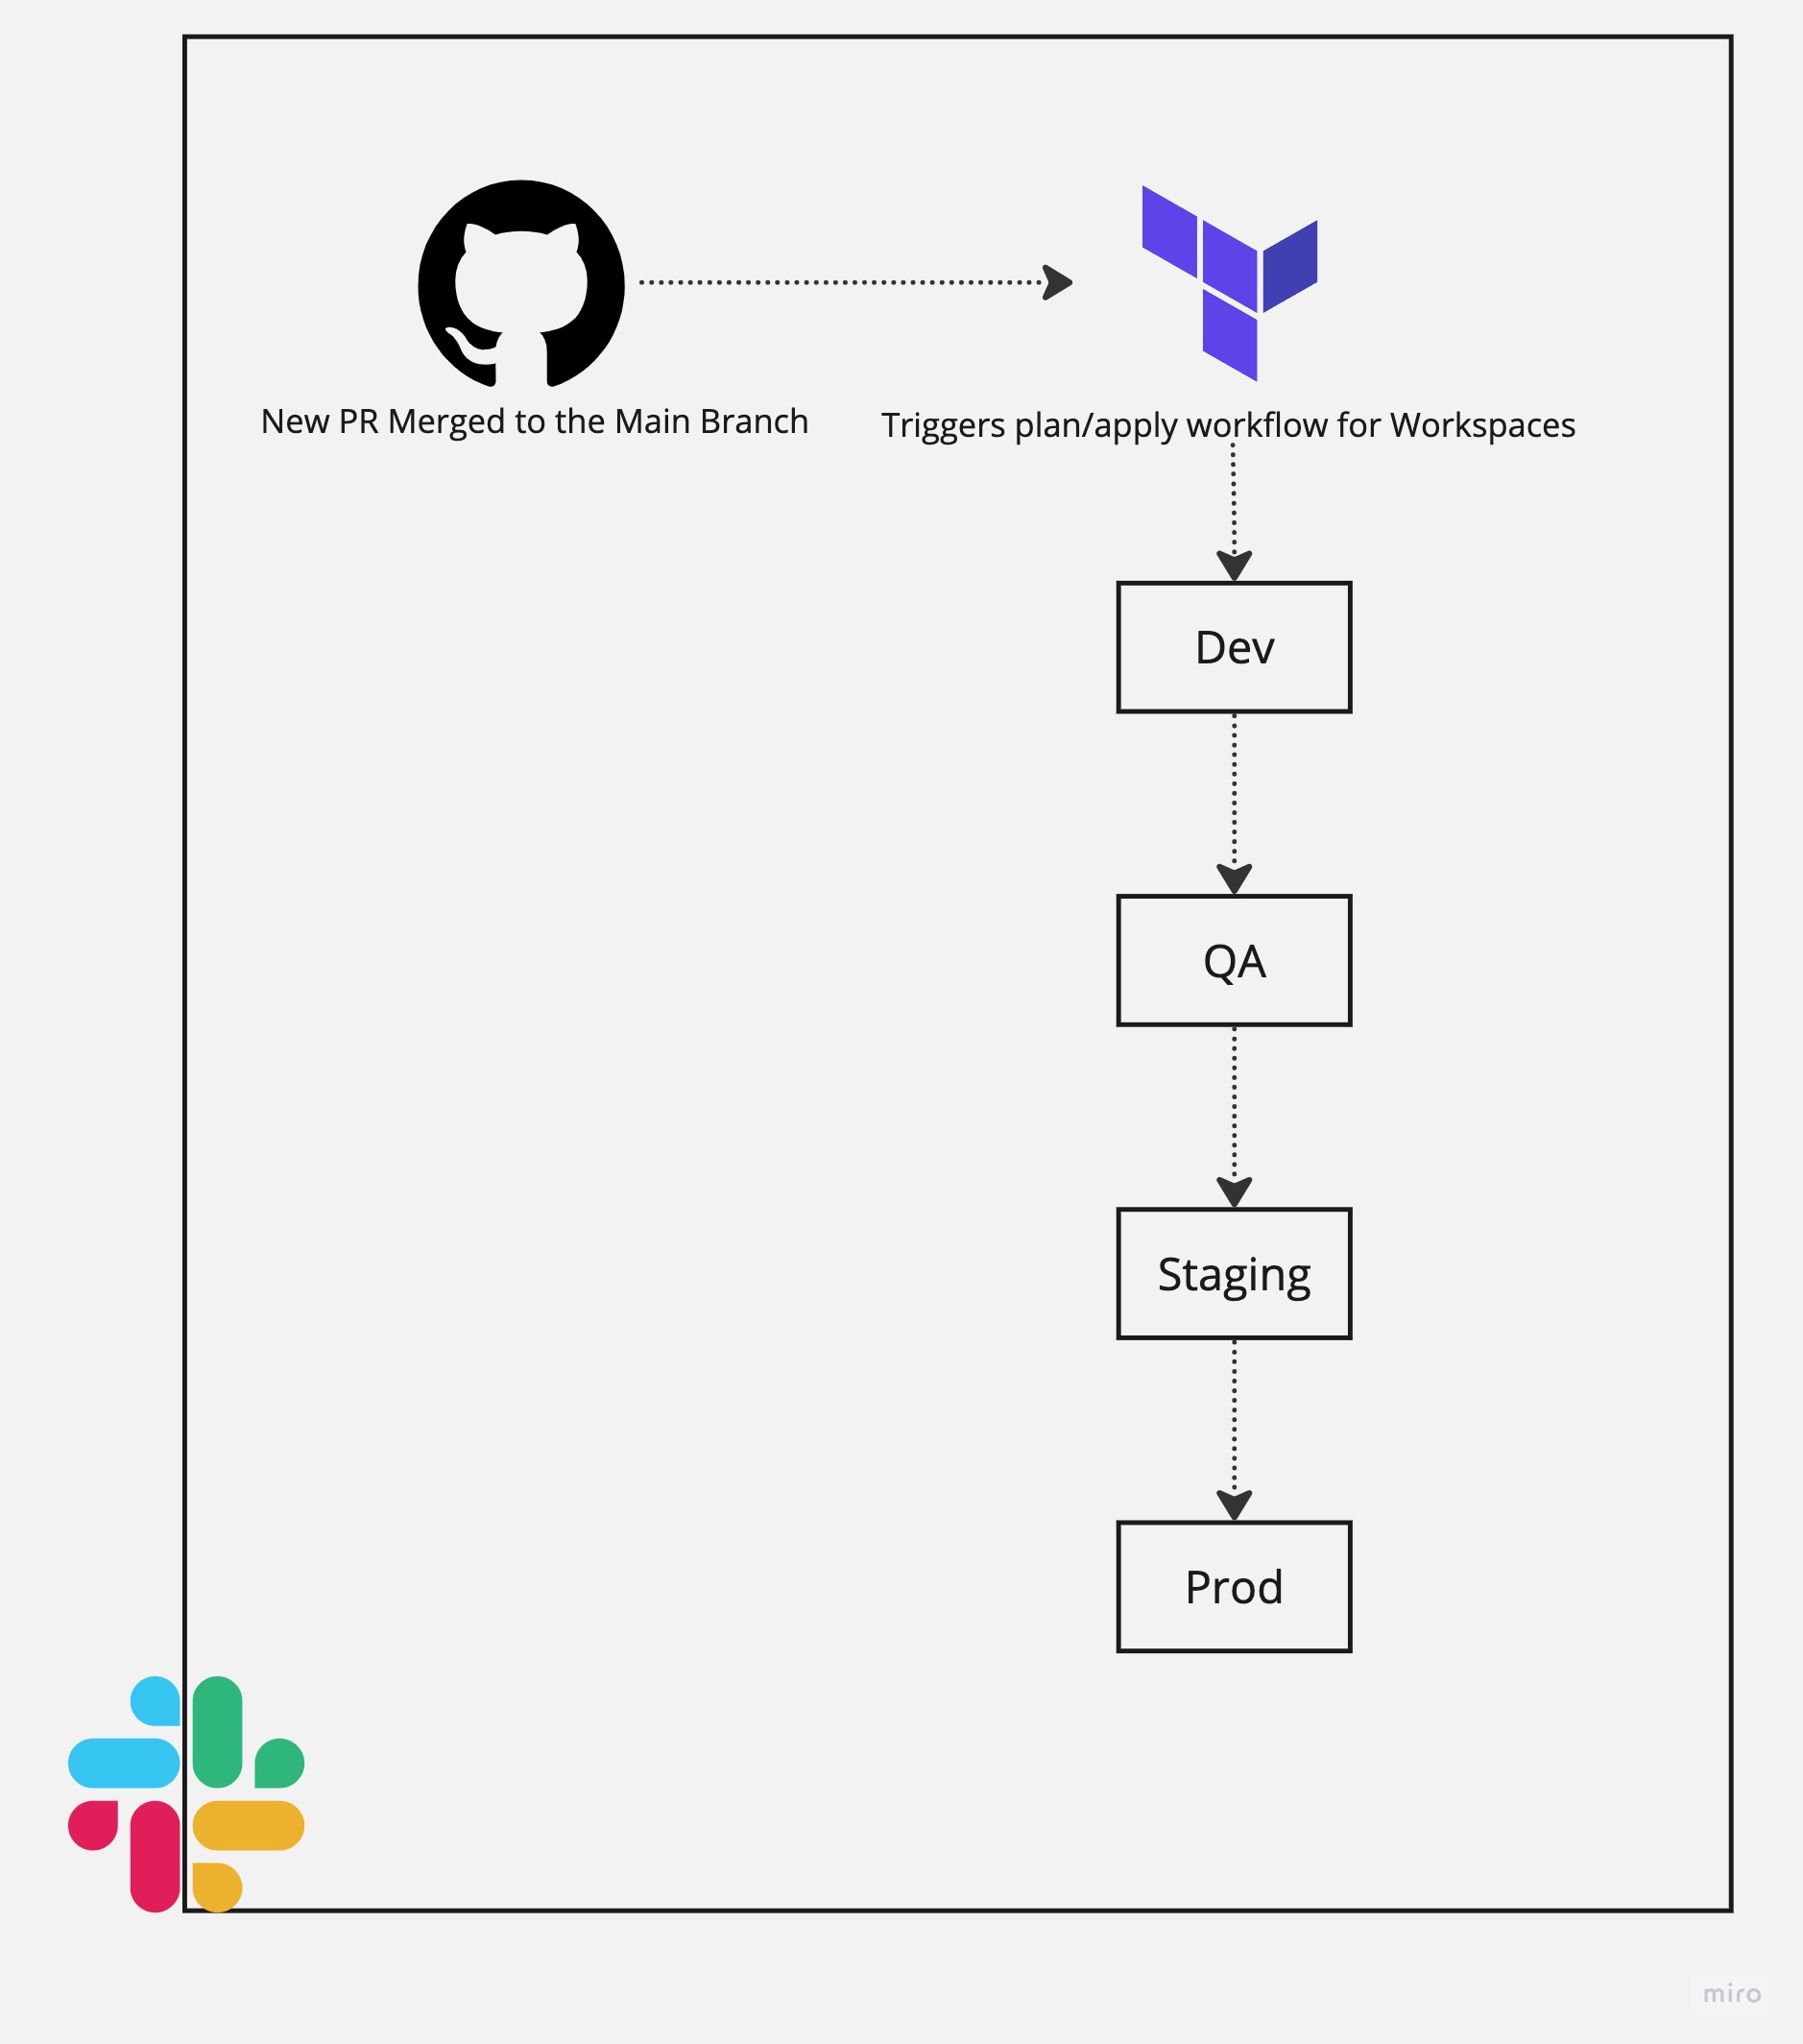 New PR Merged to the Main Branch
Triggers plan/apply workflow for Workspaces
Dev
QA
Staging
Prod
miro